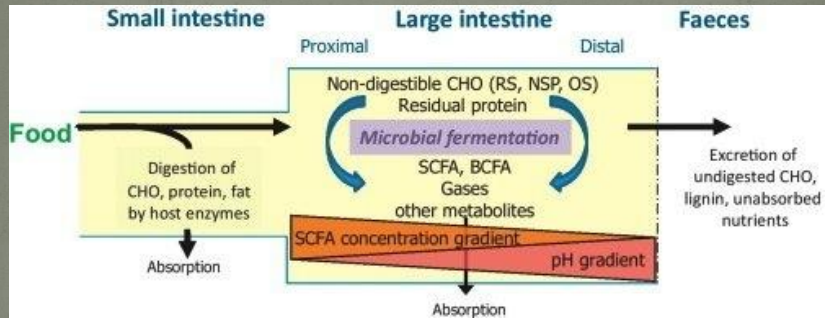 Small intestine
Large intestine
Faeces
Proximal
Distal
Non-digestible CHO (RS, NSP, OS)
Residual protein
Food
Microbial fermentation
Digestion of
CHO, protein, fat
by host enzymes
SCFA, BCFA
Gases
other metabolites
Excretion of
undigested CHO,
lignin, unabsorbed
nutrients
SCFA concentration gradient
pH gradient
Absorption
Absorption